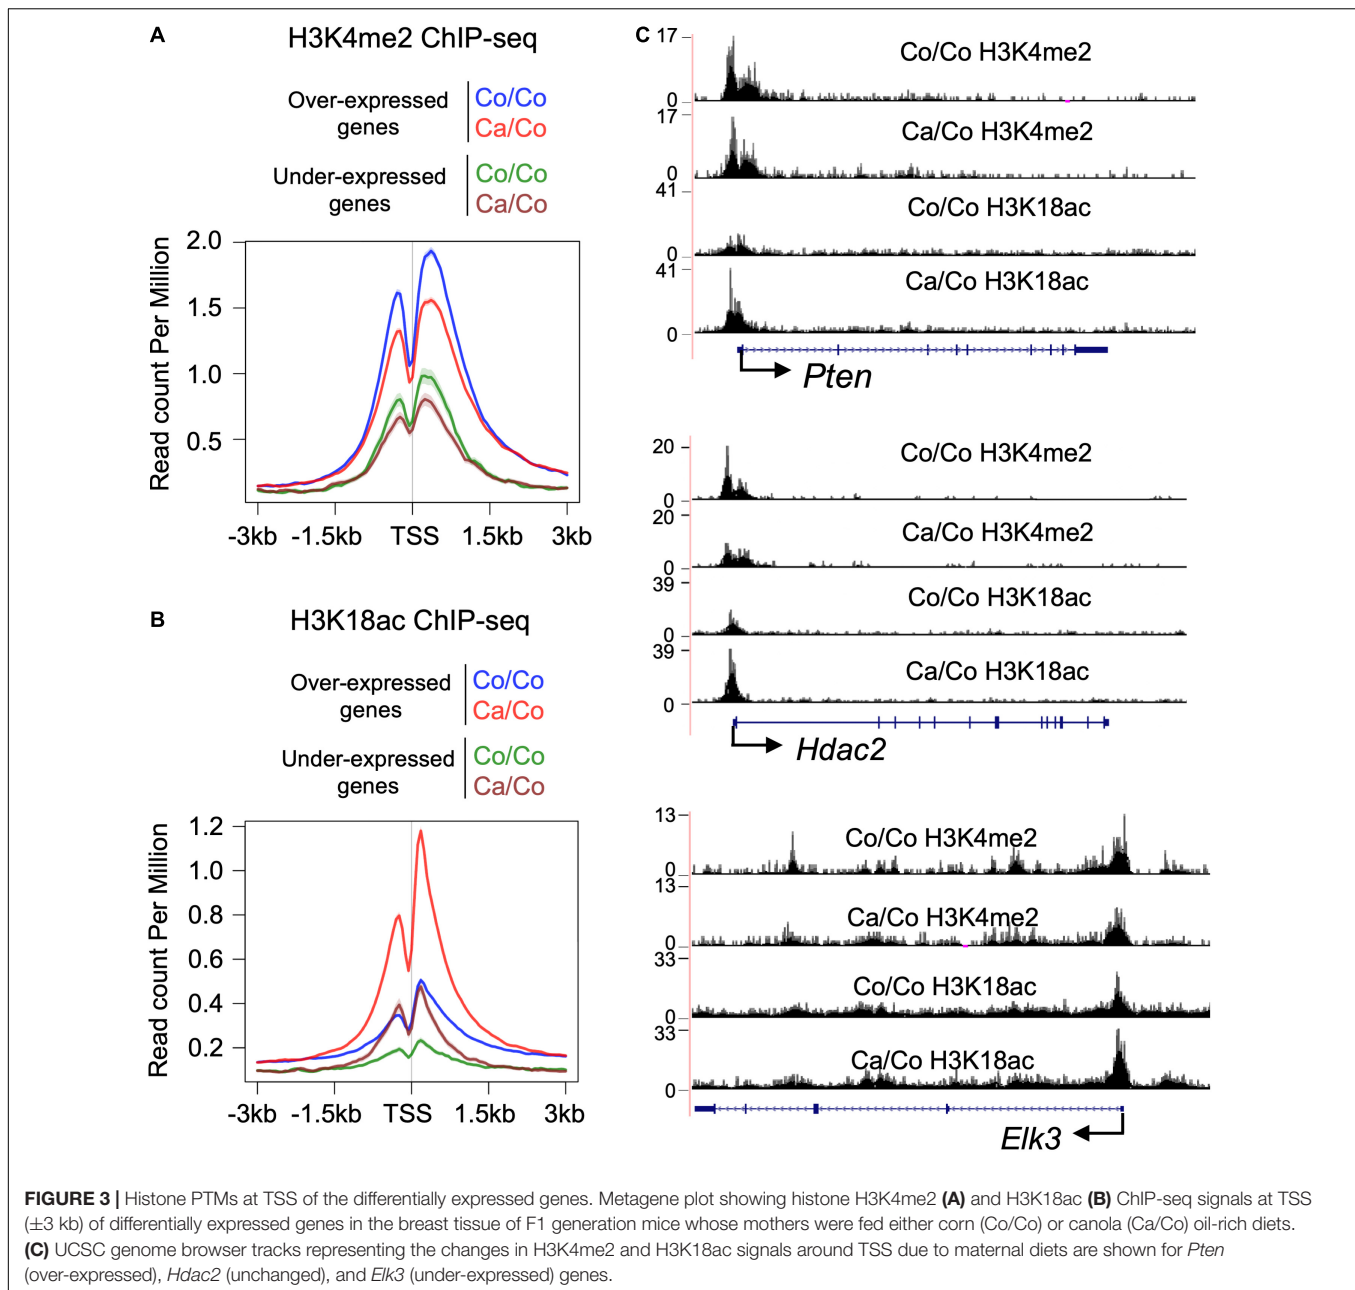 A
H3K4me2 ChIP-seq
Over-expressed genes
Co/Co
Ca/Co
Under-expressed genes
Co/Co
Ca/Co
Read count Per Million
2.0
1.5
1.0
0.5
-3kb -1.5kb TSS 1.5kb 3kb
B
H3K18ac ChIP-seq
Over-expressed genes
Co/Co
Ca/Co
Under-expressed genes
Co/Co
Ca/Co
Read count Per Million
1.2
1.0
0.8
0.6
0.4
0.2
-3kb -1.5kb TSS 1.5kb 3kb
C
17
Co/Co H3K4me2
0
17
Ca/Co H3K4me2
0
41
Co/Co H3K18ac
0
41
Ca/Co H3K18ac
0
Pten
20
Co/Co H3K4me2
0
20
Ca/Co H3K4me2
0
39
Co/Co H3K18ac
0
39
Ca/Co H3K18ac
0
Hdac2
13
Co/Co H3K4me2
0
13
Ca/Co H3K4me2
0
33
Co/Co H3K18ac
0
33
Ca/Co H3K18ac
0
Elk3
FIGURE 3 | Histone PTMs at TSS of the differentially expressed genes. Metagene plot showing histone H3K4me2 (A) and H3K18ac (B) ChIP-seq signals at TSS
(±3 kb) of differentially expressed genes in the breast tissue of F1 generation mice whose mothers were fed either corn (Co/Co) or canola (Ca/Co) oil-rich diets.
(C) UCSC genome browser tracks representing the changes in H3K4me2 and H3K18ac signals around TSS due to maternal diets are shown for Pten
(over-expressed), Hdac2 (unchanged), and Elk3 (under-expressed) genes.